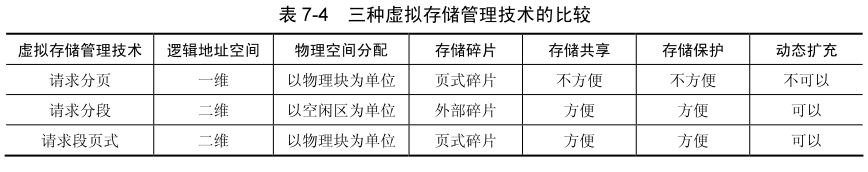 表 7-4 三种虚拟存储管理技术的比较
虚拟存储管理技术 逻辑地址空间 物理空间分配 存储碎片 存储共享 存储保护 动态扩充
请求分页 一维 以物理块为单位 页式碎片 不方便 不方便 不可以
请求分段 二维 以空闲区为单位 外部碎片 方便 方便 可以
请求段页式 二维 以物理块为单位 页式碎片 方便 方便 可以